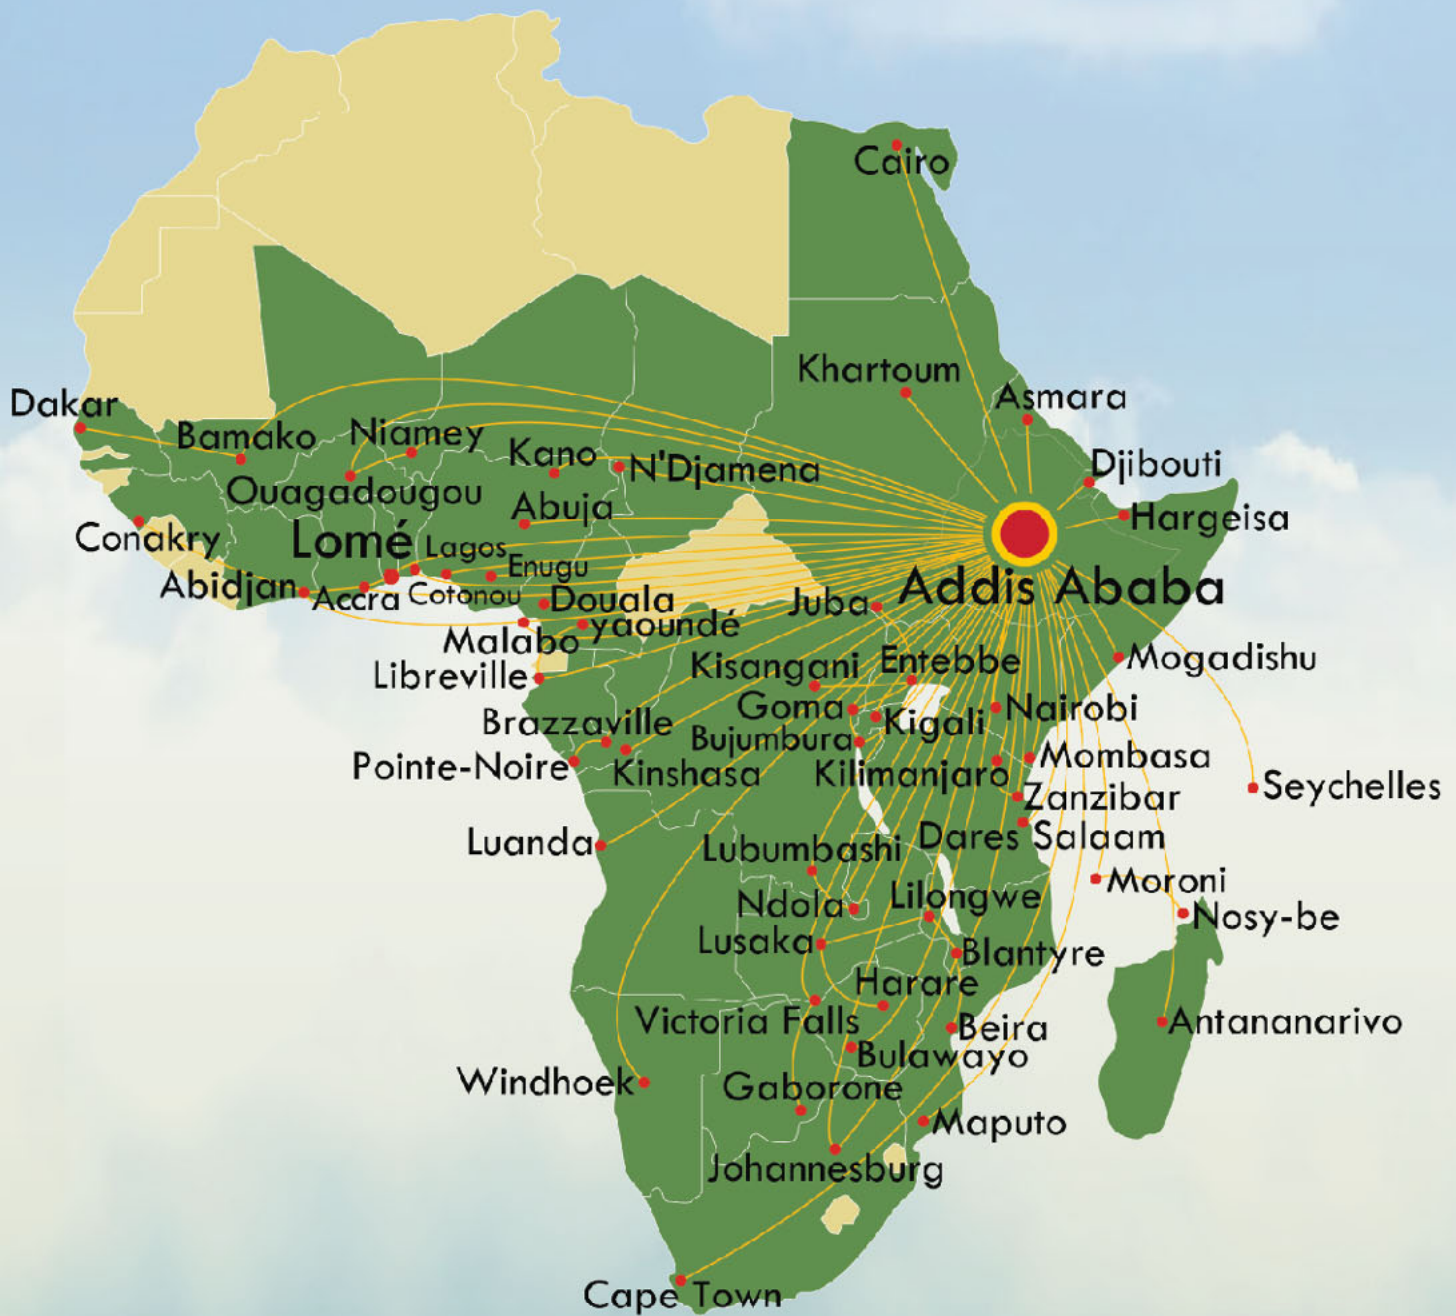 Cairo
Khartoum
Asmara
Dakar
Bamako
Niamey
Kano
N'Djamena
Djibouti
Ouagadougou
Abuja
Hargeisa
Conakry
Lomé
Lagos
Enugu
Abidjan
Accra
Cotonou
Douala
Juba
Addis Ababa
Malabo
yaoundé
Libreville
Kisangani
Entebbe
Mogadishu
Goma
Kigali
Nairobi
Brazzaville
Bujumbura
Pointe-Noire
Kinshasa
Kilimanjaro
Mombasa
Seychelles
Zanzibar
Luanda
Lubumbashi
Dares Salaam
Moroni
Ndola
Lilongwe
Nosy-be
Lusaka
Blantyre
Harare
Victoria Falls
Beira
Antananarivo
Bulawayo
Windhoek
Gaborone
Maputo
Johannesburg
Cape Town